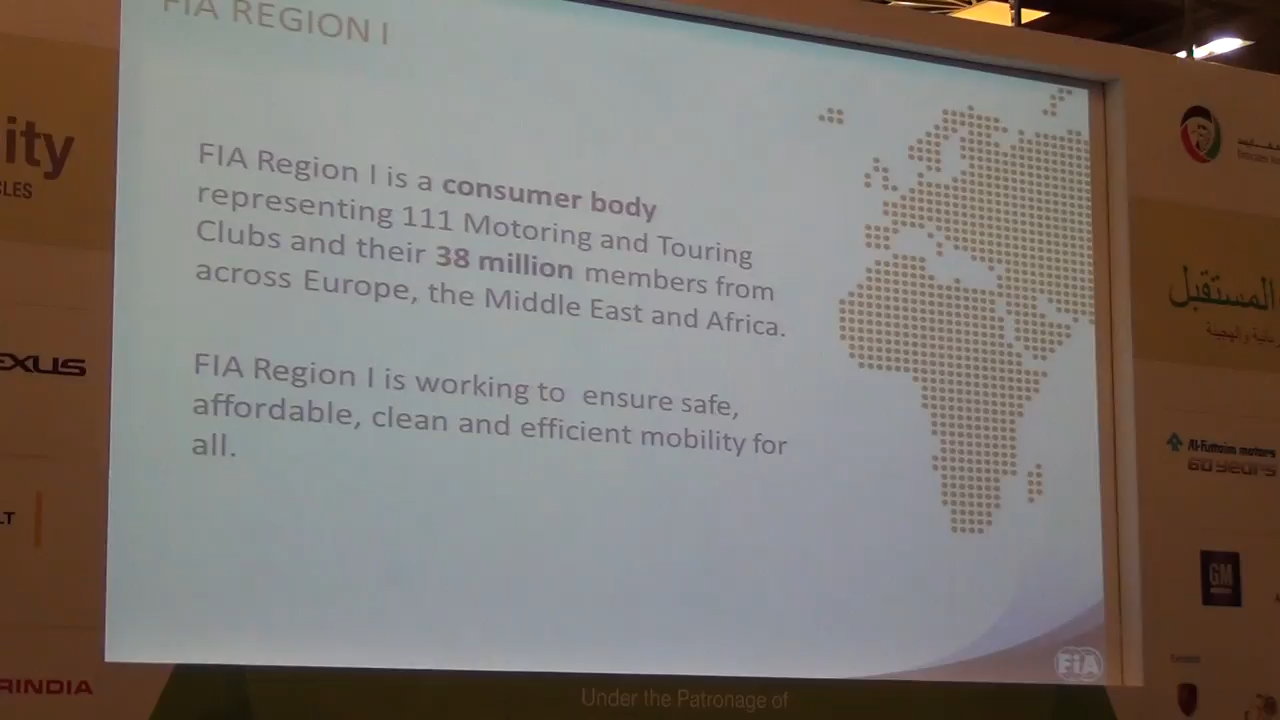 FIA REGION I
FIA Region I is a consumer body
representing 111 Motoring and Touring
Clubs and their 38 million members from
across Europe, the Middle East and Africa.
FIA Region I is working to ensure safe,
affordable, clean and efficient mobility for
all.
FIA
Under the Patronage of
ity
CLES
EXUS
LT
RINDIA
المستقبل
Al-Futtaim motors
60 years
GM